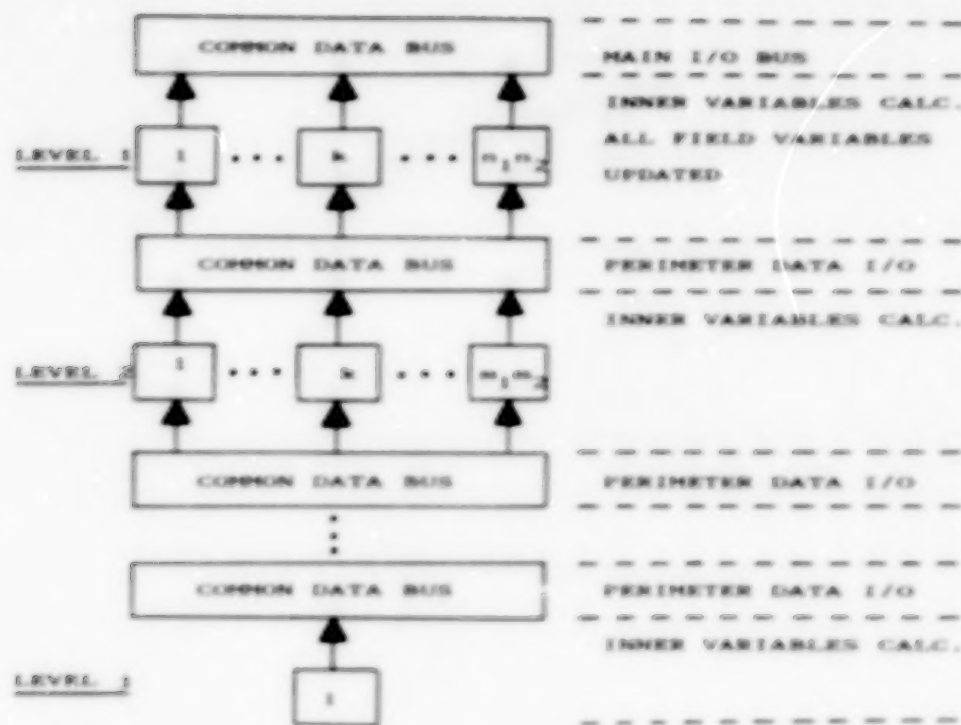 COMMON DATA BUS
MAIN I/O BUS
INNER VARIABLES CALC.
LEVEL 1
1 ... k ... n1n2
ALL FIELD VARIABLES
UPDATED
COMMON DATA BUS
PERIMETER DATA I/O
INNER VARIABLES CALC.
LEVEL 2
1 ... k ... m1m2
COMMON DATA BUS
PERIMETER DATA I/O
COMMON DATA BUS
PERIMETER DATA I/O
INNER VARIABLES CALC.
LEVEL
1